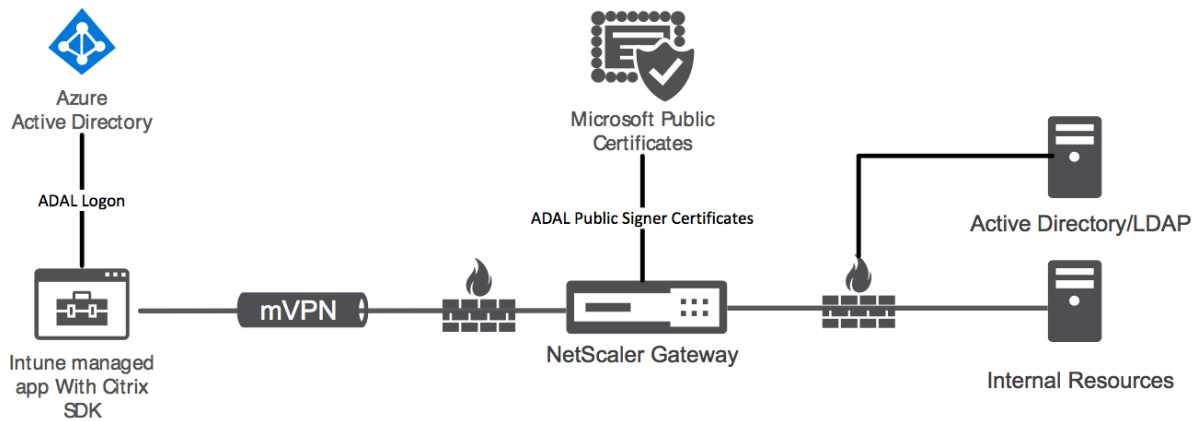 Azure
Active Directory
ADAL Logon
Intune managed
app With Citrix
SDK
mVPN
Microsoft Public
Certificates
ADAL Public Signer Certificates
NetScaler Gateway
Active Directory/LDAP
Internal Resources